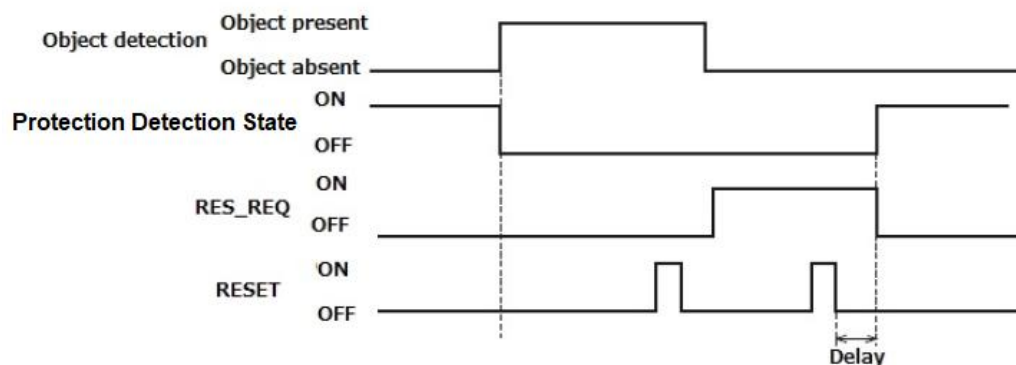 Object detection
Object present
Object absent
Protection Detection State
ON
OFF
RES_REQ
ON
OFF
RESET
ON
OFF
Delay